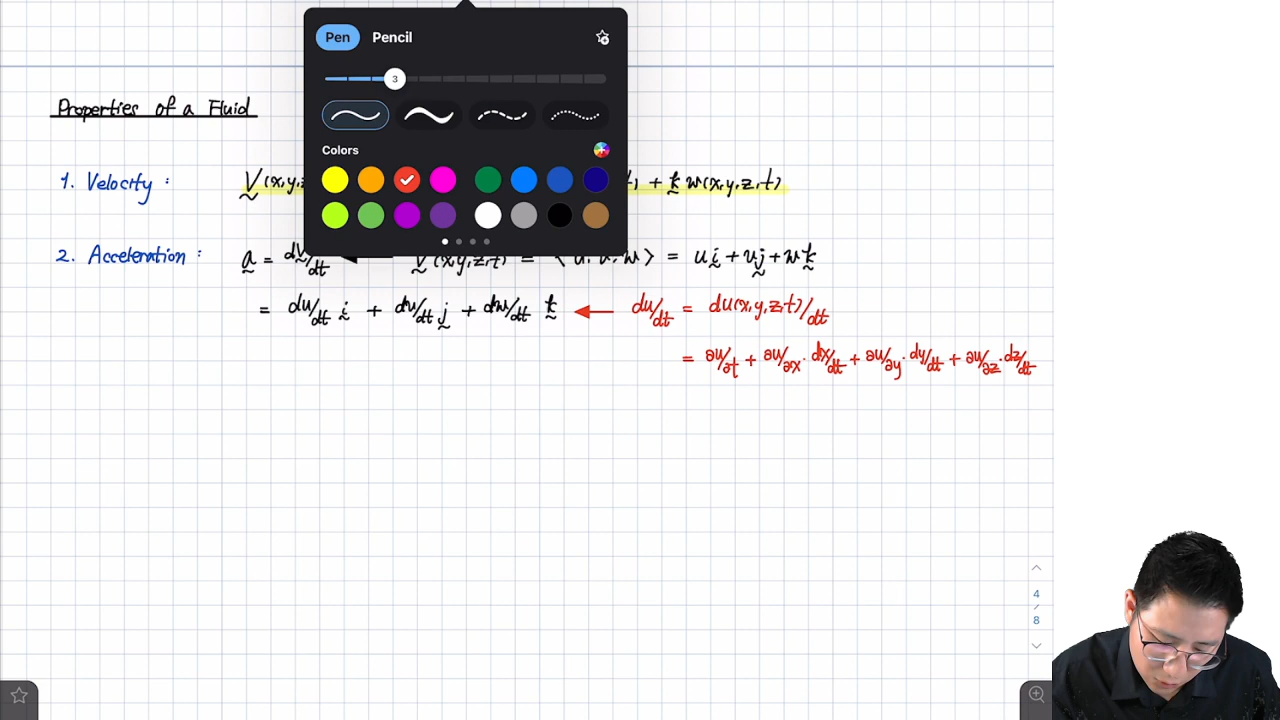 Pen Pencil
3
Properties of a Fluid
Colors
1. Velocity : V(x,y,z + k w(x,y,z,t)
2. Acceleration : a = dV/dt ← V(x,y,z,t) = ⟨u, v, w⟩ = ui + vj + wk
= du/dt i + dv/dt j + dw/dt k ← du/dt = du(x,y,z,t)/dt
= ∂u/∂t + ∂u/∂x · dx/dt + ∂u/∂y · dy/dt + ∂u/∂z · dz/dt
4
/
8